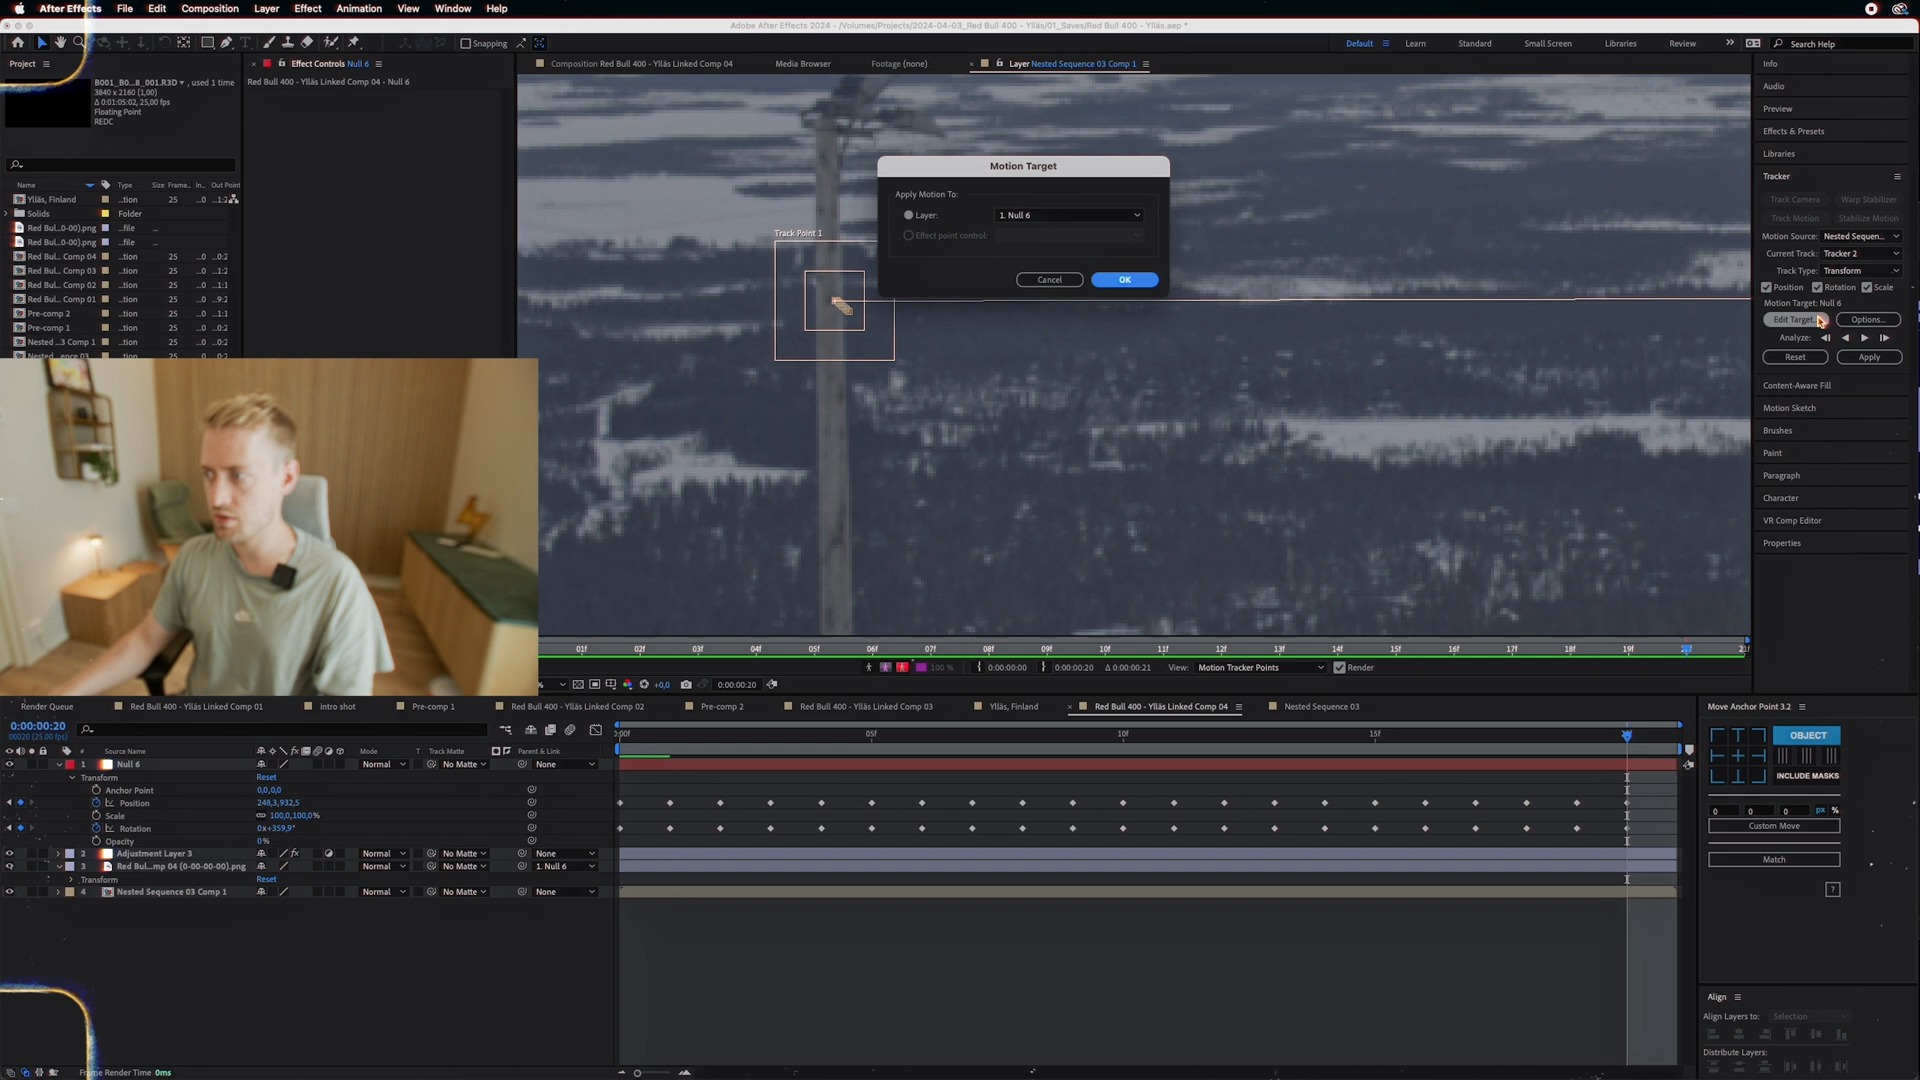 After Effects File Edit Composition Layer Effect Animation View Window Help
Adobe After Effects 2024 - /Volumes/Projects/2024-04-03_Red Bull 400 - Ylläs/01_Saves/Red Bull 400 - Ylläs.aep *
Snapping
Default Learn Standard Small Screen Libraries Review Search Help
Project
Effect Controls Null 6
Composition Red Bull 400 - Ylläs Linked Comp 04
Media Browser
Footage (none)
Layer Nested Sequence 03 Comp 1
B001_B0...8_001.R3D , used 1 time
3840 x 2160 (1,00)
Δ 0:01:05:02, 25,00 fps
Floating Point
REDC
Red Bull 400 - Ylläs Linked Comp 04 • Null 6
Name Type Size Frame... In... Out Point
Ylläs, Finland ...tion 25 ...0 ...1:2
Solids Folder
Red Bul...0-00).png ...file ...
Red Bul...0-00).png ...file ...
Red Bul... Comp 04 ...tion 25 ...0 ...0:2
Red Bul... Comp 03 ...tion 25 ...0 ...1:2
Red Bul... Comp 02 ...tion 25 ...0 ...1:1
Red Bul... Comp 01 ...tion 25 ...0 ...9:2
Pre-comp 2 ...tion 25 ...0 ...1:1
Pre-comp 1 ...tion 25 ...0 ...1:2
Nested ...3 Comp 1 ...tion 25 ...0 ...0:2
Motion Target
Apply Motion To:
Layer: 1. Null 6
Effect point control:
Cancel OK
Track Point 1
Info
Audio
Preview
Effects & Presets
Libraries
Tracker
Track Camera Warp Stabilizer
Track Motion Stabilize Motion
Motion Source: Nested Sequen...
Current Track: Tracker 2
Track Type: Transform
Position Rotation Scale
Motion Target: Null 6
Edit Target... Options...
Analyze:
Reset Apply
Content-Aware Fill
Motion Sketch
Brushes
Paint
Paragraph
Character
VR Comp Editor
Properties
01f 02f 03f 04f 05f 06f 07f 08f 09f 10f 11f 12f 13f 14f 15f 16f 17f 18f 19f
100 % 0:00:00:00 0:00:00:20 Δ 0:00:00:21 View: Motion Tracker Points Render
% +0,0 0:00:00:20
Render Queue Red Bull 400 - Ylläs Linked Comp 01 intro shot Pre-comp 1 Red Bull 400 - Ylläs Linked Comp 02 Pre-comp 2 Red Bull 400 - Ylläs Linked Comp 03 Ylläs, Finland Red Bull 400 - Ylläs Linked Comp 04 Nested Sequence 03
0:00:00:20
00020 (25.00 fps)
:00f 05f 10f 15f
# Source Name Mode T Track Matte Parent & Link
1 Null 6 Normal No Matte None
Transform Reset
Anchor Point 0,0,0,0
Position 248,3,932,5
Scale 100,0,100,0%
Rotation 0x+359,9°
Opacity 0%
2 Adjustment Layer 3 Normal No Matte None
3 Red Bul...mp 04 (0-00-00-00).png Normal No Matte 1. Null 6
Transform Reset
4 Nested Sequence 03 Comp 1 Normal No Matte None
Move Anchor Point 3.2
OBJECT
INCLUDE MASKS
0 0 0 px %
Custom Move
Match
?
Align
Align Layers to: Selection
Distribute Layers:
Frame Render Time 0ms